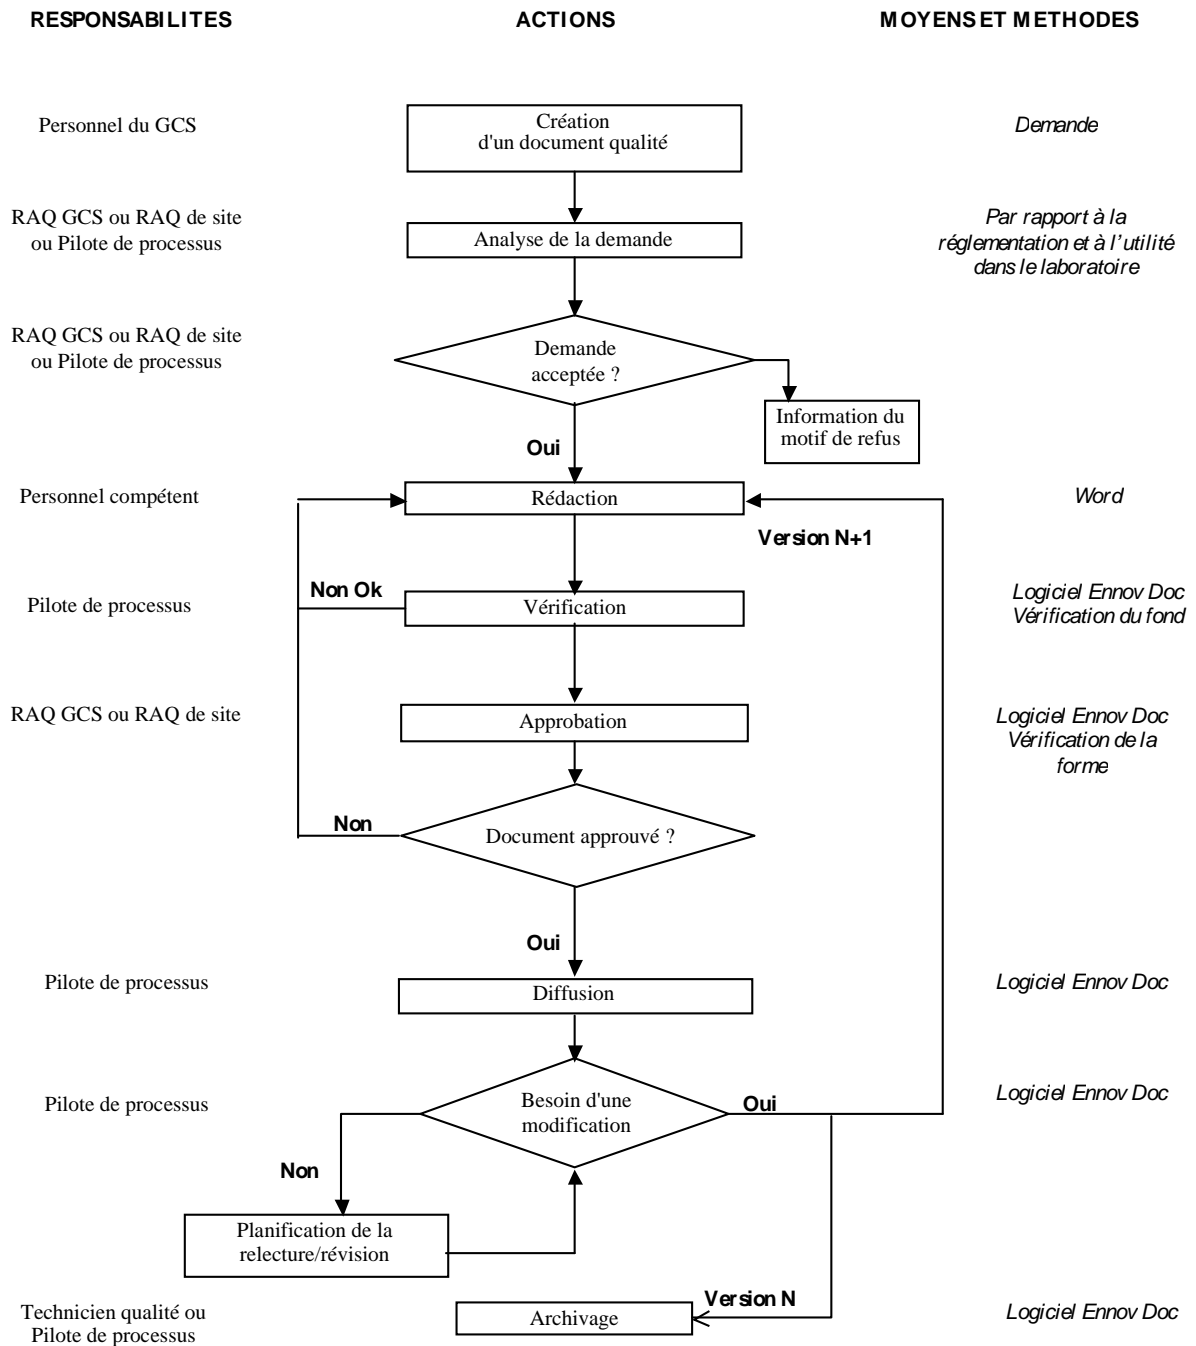 RESPONSABILITES
ACTIONS
MOYENS ET METHODES
Personnel du GCS
Création
d'un document qualité
Demande
RAQ GCS ou RAQ de site
ou Pilote de processus
Analyse de la demande
Par rapport à la
réglementation et à l'utilité
dans le laboratoire
RAQ GCS ou RAQ de site
ou Pilote de processus
Demande
acceptée ?
Information du
motif de refus
Oui
Personnel compétent
Rédaction
Word
Version N+1
Non Ok
Pilote de processus
Vérification
Logiciel Ennov Doc
Vérification du fond
RAQ GCS ou RAQ de site
Approbation
Logiciel Ennov Doc
Vérification de la
forme
Non
Document approuvé ?
Oui
Pilote de processus
Diffusion
Logiciel Ennov Doc
Pilote de processus
Besoin d'une
modification
Oui
Logiciel Ennov Doc
Non
Planification de la
relecture/révision
Technicien qualité ou
Pilote de processus
Archivage
Version N
Logiciel Ennov Doc